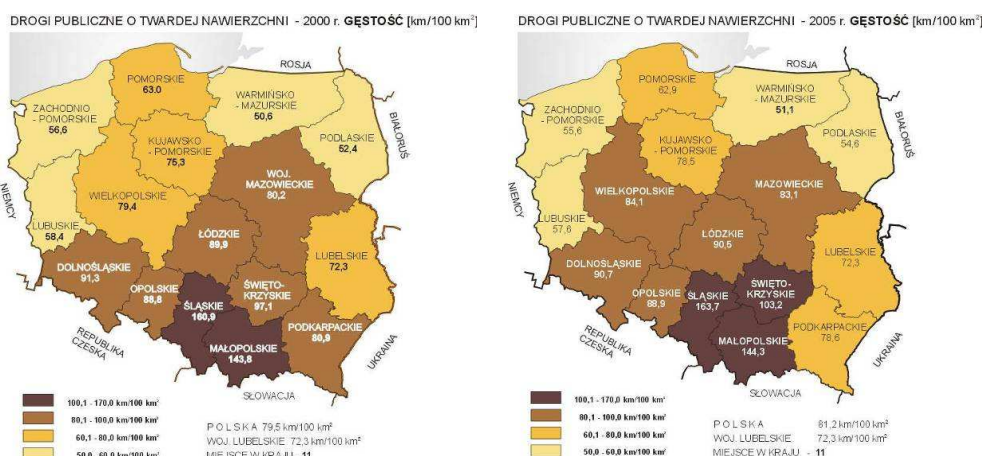 DROGI PUBLICZNE O TWARDEJ NAWIERZCHNI - 2000 r. GĘSTOŚĆ [km/100 km²]
ROSJA
POMORSKIE
63.0
WARMIŃSKO
- MAZURSKIE
50,6
ZACHODNIO
- POMORSKIE
56,6
KUJAWSKO
- POMORSKIE
75,3
PODLASKIE
52,4
BIAŁORUŚ
NIEMCY
WOJ.
MAZOWIECKIE
80,2
WIELKOPOLSKIE
79,4
LUBUSKIE
58,4
ŁÓDZKIE
89,9
LUBELSKIE
72,3
DOLNOŚLĄSKIE
91,3
OPOLSKIE
88,8
ŚLĄSKIE
160,9
ŚWIĘTO-
KRZYSKIE
97,1
MAŁOPOLSKIE
143,8
PODKARPACKIE
80,9
REPUBLIKA
CZESKA
UKRAINA
SŁOWACJA
100,1 - 170,0 km/100 km²
80,1 - 100,0 km/100 km²
60,1 - 80,0 km/100 km²
50,0 - 60,0 km/100 km²
POLSKA 79,5 km/100 km²
WOJ. LUBELSKIE 72,3 km/100 km²
MIEJSCE W KRAJU - 11
DROGI PUBLICZNE O TWARDEJ NAWIERZCHNI - 2005 r. GĘSTOŚĆ [km/100 km²]
ROSJA
POMORSKIE
62,9
WARMIŃSKO
- MAZURSKIE
51,1
ZACHODNIO
- POMORSKIE
55,6
KUJAWSKO
- POMORSKIE
78,5
PODLASKIE
54,6
BIAŁORUŚ
NIEMCY
WIELKOPOLSKIE
84,1
MAZOWIECKIE
83,1
LUBUSKIE
57,6
ŁÓDZKIE
90,5
LUBELSKIE
72,3
DOLNOŚLĄSKIE
90,7
OPOLSKIE
88,9
ŚLĄSKIE
163,7
ŚWIĘTO-
KRZYSKIE
103,2
MAŁOPOLSKIE
144,3
PODKARPACKIE
78,6
REPUBLIKA
CZESKA
UKRAINA
SŁOWACJA
100,1 - 170,0 km/100 km²
80,1 - 100,0 km/100 km²
60,1 - 80,0 km/100 km²
50,0 - 60,0 km/100 km²
POLSKA 81,2 km/100 km²
WOJ. LUBELSKIE 72,3 km/100 km²
MIEJSCE W KRAJU - 11